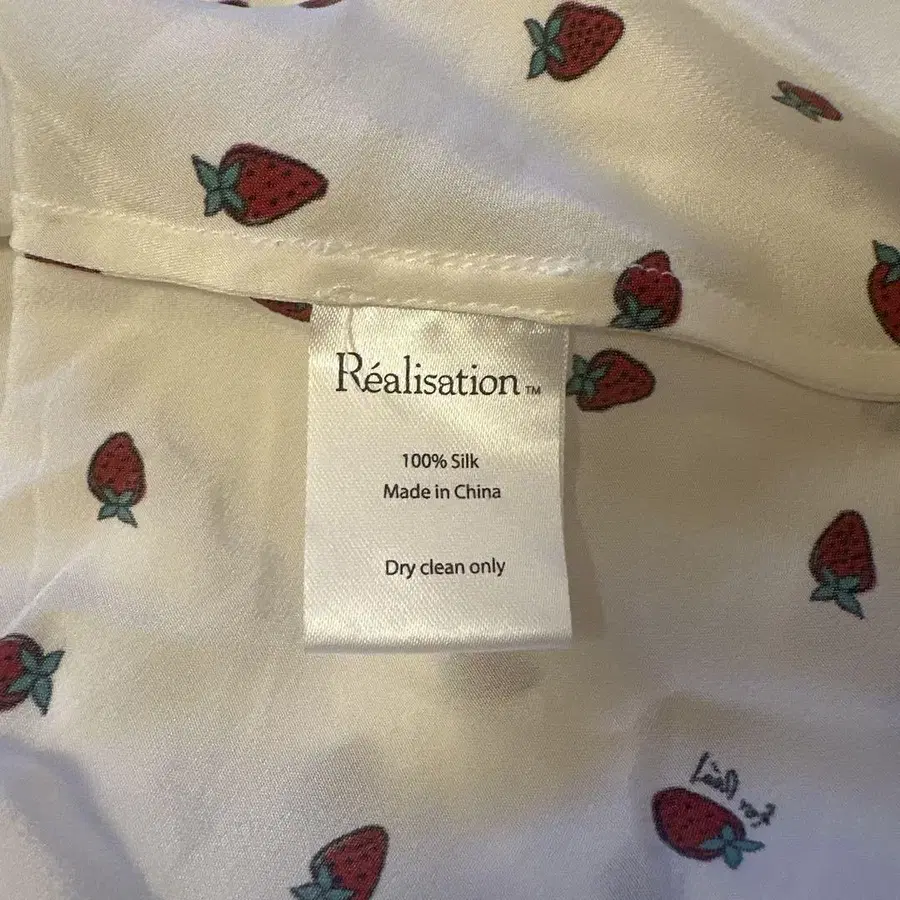 Réalisation™
100% Silk
Made in China
Dry clean only